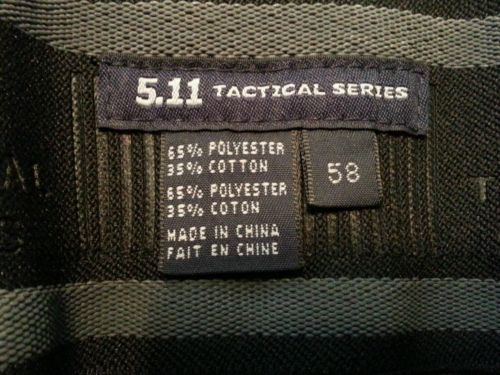 5.11 TACTICAL SERIES
65% POLYESTER
35% COTTON
65% POLYESTER
35% COTON
MADE IN CHINA
FAIT EN CHINE
58